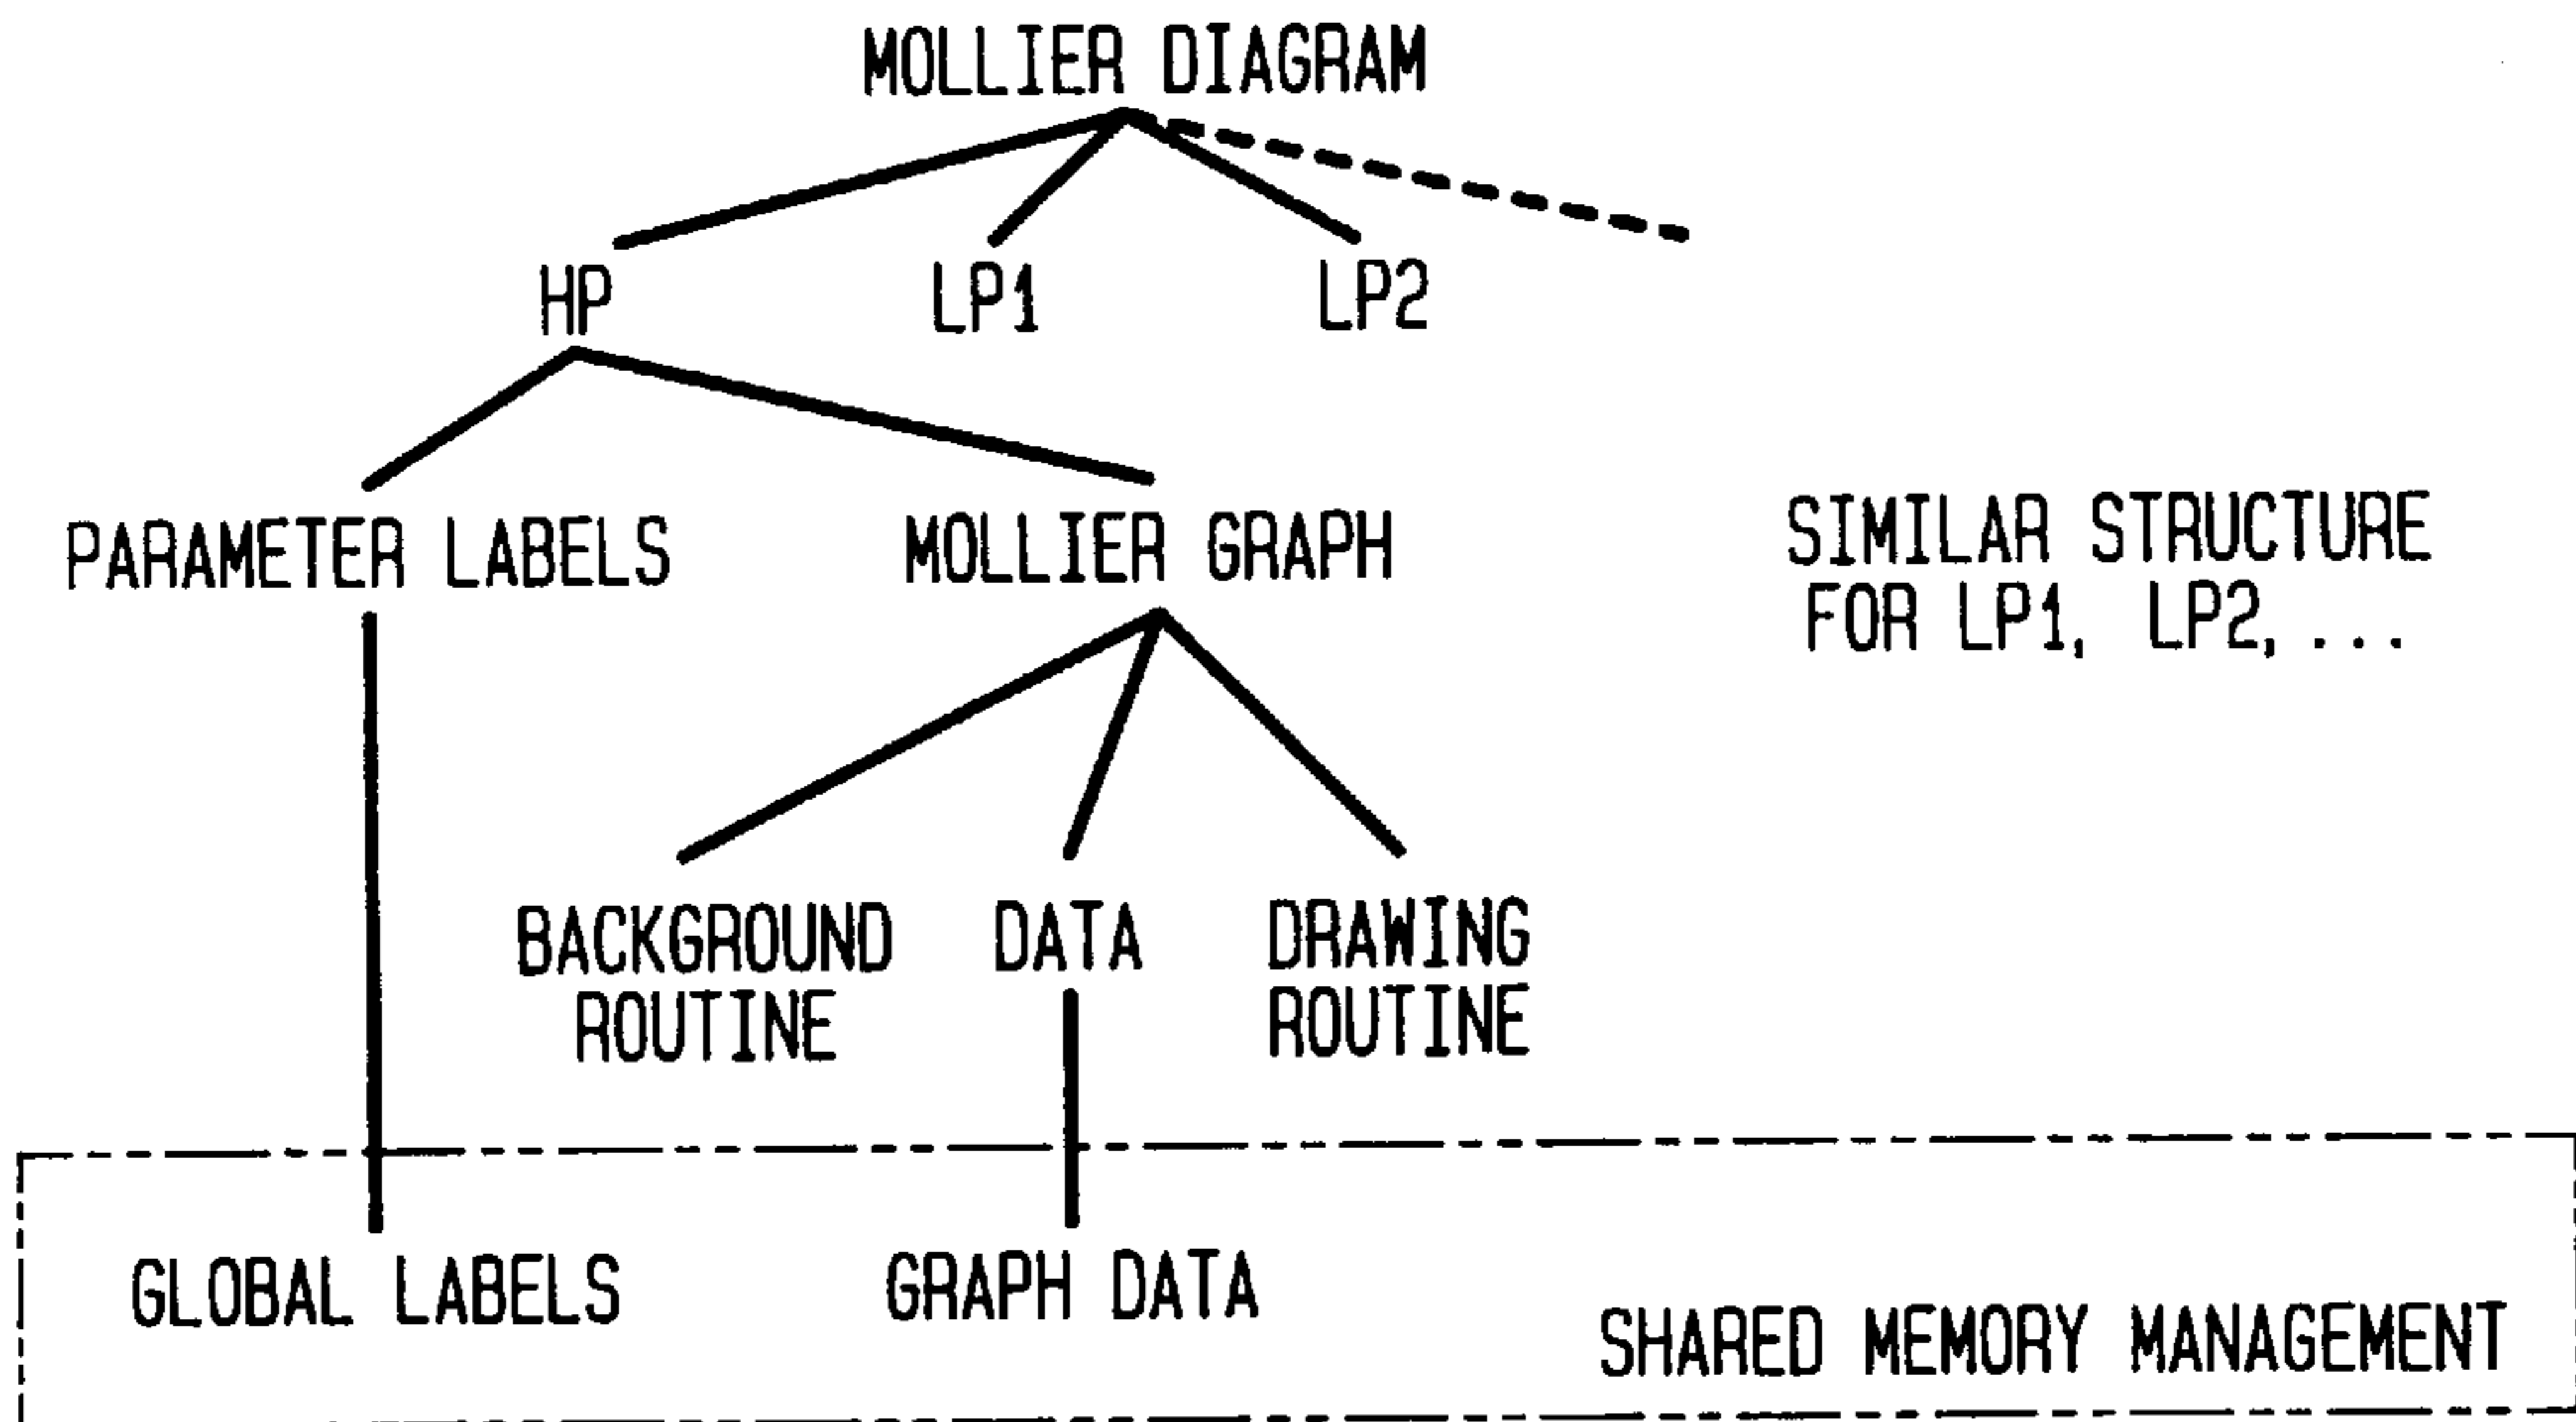 MOLLIER DIAGRAM
HP
LP1
LP2
PARAMETER LABELS
MOLLIER GRAPH
SIMILAR STRUCTURE
FOR LP1, LP2, ...
BACKGROUND
ROUTINE
DATA
DRAWING
ROUTINE
GLOBAL LABELS
GRAPH DATA
SHARED MEMORY MANAGEMENT